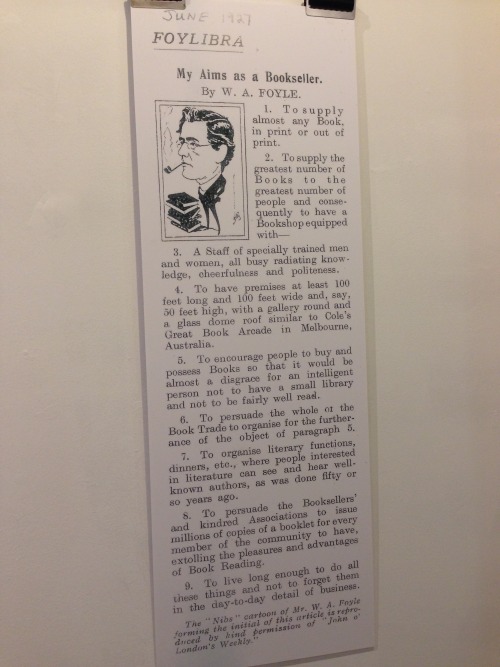 JUNE 1927
FOYLIBRA
My Aims as a Bookseller.
By W. A. FOYLE.
1. To supply
almost any Book,
in print or out of
print.
2. To supply the
greatest number of
Books to the
greatest number of
people and conse-
quently to have a
Bookshop equipped
with—
3. A Staff of specially trained men
and women, all busy radiating know-
ledge, cheerfulness and politeness.
4. To have premises at least 100
feet long and 100 feet wide and, say,
50 feet high, with a gallery round and
a glass dome roof similar to Cole's
Great Book Arcade in Melbourne,
Australia.
5. To encourage people to buy and
possess Books so that it would be
almost a disgrace for an intelligent
person not to have a small library
and not to be fairly well read.
6. To persuade the whole of the
Book Trade to organise for the further-
ance of the object of paragraph 5.
7. To organise literary functions,
dinners, etc., where people interested
in literature can see and hear well-
known authors, as was done fifty or
so years ago.
8. To persuade the Booksellers'
and kindred Associations to issue
millions of copies of a booklet for every
member of the community to have,
extolling the pleasures and advantages
of Book Reading.
9. To live long enough to do all
these things and not to forget them
in the day-to-day detail of business.
The "Nibs" cartoon of Mr. W. A. Foyle
forming the initial of this article is repro-
duced by kind permission of "John o'
London's Weekly."